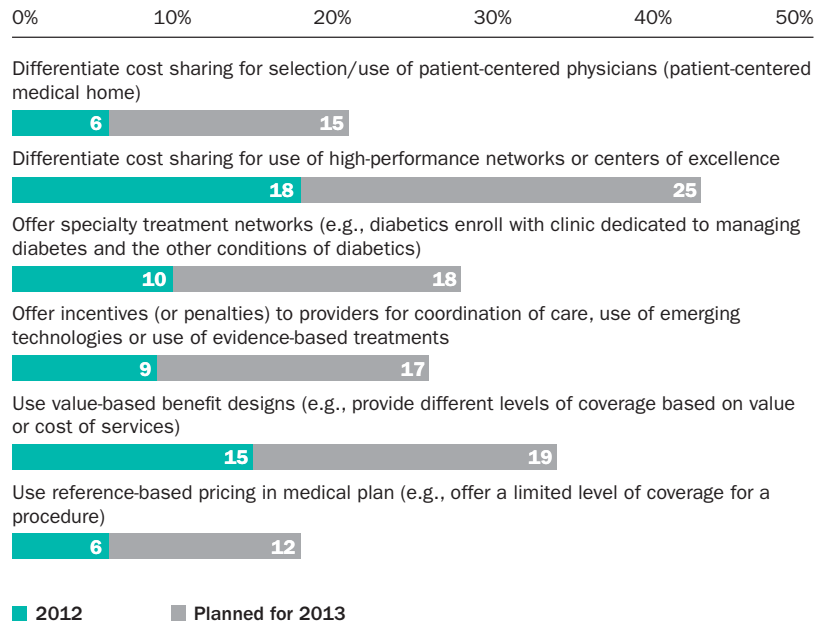 0% 10% 20% 30% 40% 50%
Differentiate cost sharing for selection/use of patient-centered physicians (patient-centered
medical home)
6 15
Differentiate cost sharing for use of high-performance networks or centers of excellence
18 25
Offer specialty treatment networks (e.g., diabetics enroll with clinic dedicated to managing
diabetes and the other conditions of diabetics)
10 18
Offer incentives (or penalties) to providers for coordination of care, use of emerging
technologies or use of evidence-based treatments
9 17
Use value-based benefit designs (e.g., provide different levels of coverage based on value
or cost of services)
15 19
Use reference-based pricing in medical plan (e.g., offer a limited level of coverage for a
procedure)
6 12
2012 Planned for 2013